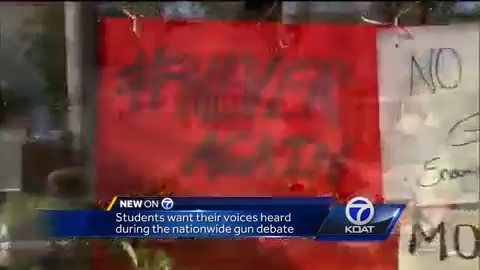 #NEVER
AGAIN
NO
MO
NEW ON 7
Students want their voices heard
during the nationwide gun debate
7
KOAT